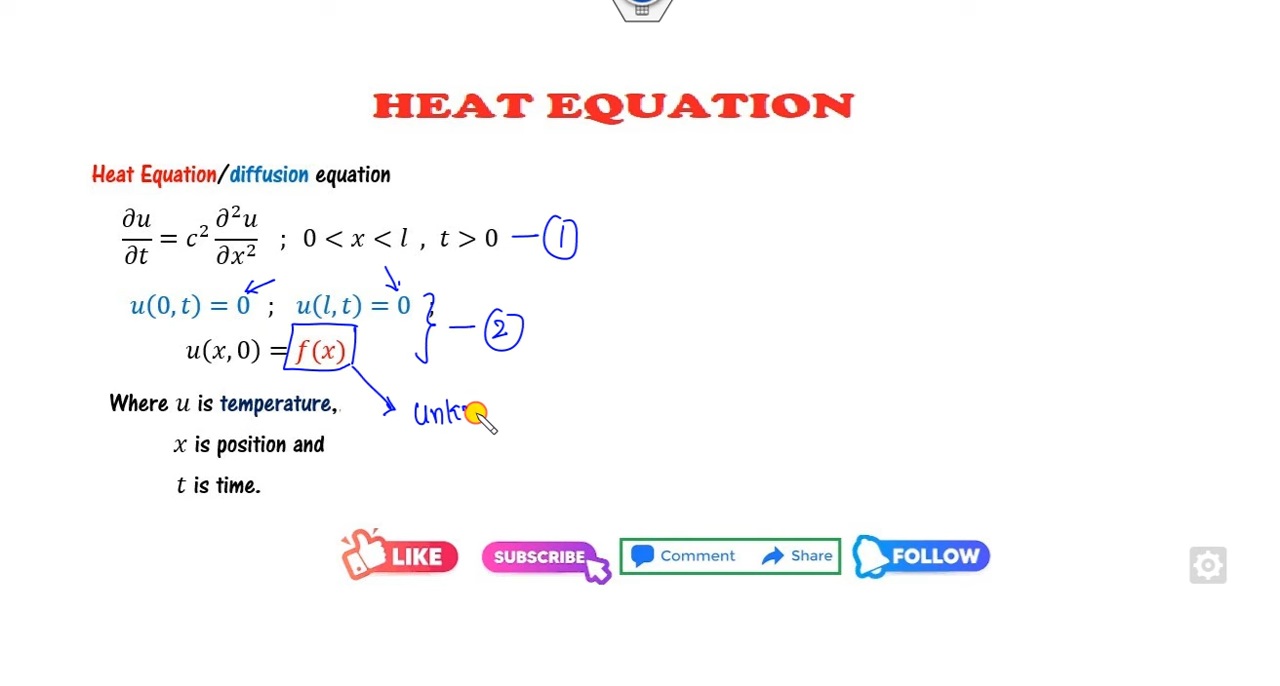 HEAT EQUATION
Heat Equation/diffusion equation
∂u/∂t = c² ∂²u/∂x² ; 0 < x < l , t > 0 — ①
u(0, t) = 0 ; u(l, t) = 0 ;
u(x, 0) = f(x) } — ②
Where u is temperature,
x is position and
t is time.
LIKE SUBSCRIBE Comment Share FOLLOW